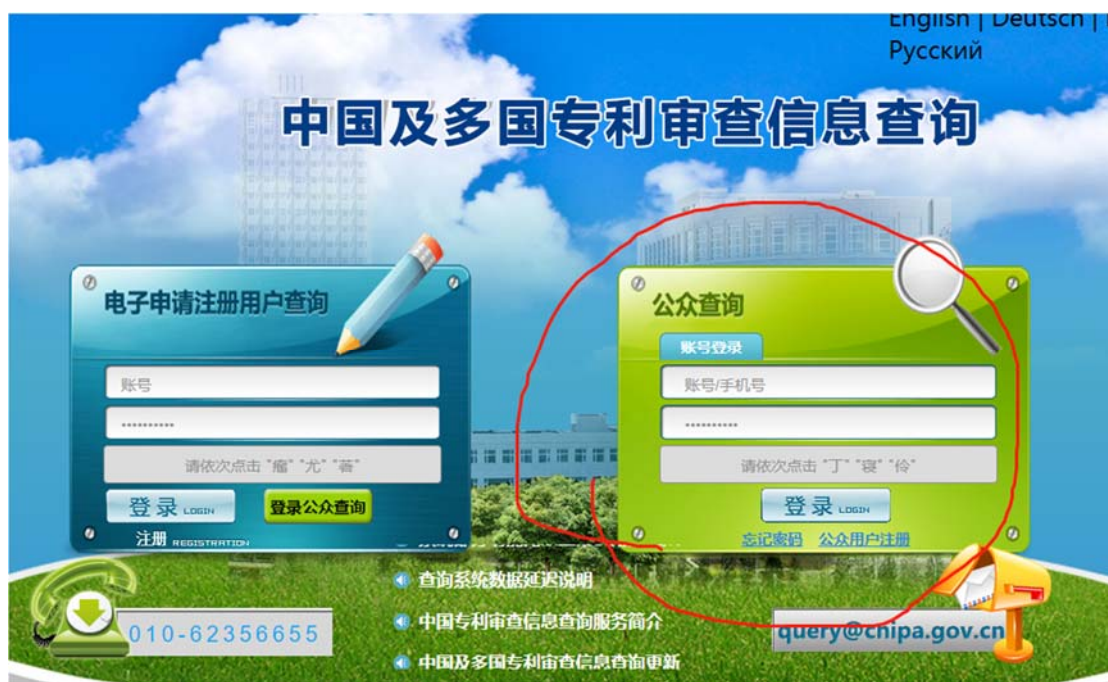 English | Deutsch |
Русский
中国及多国专利审查信息查询
电子申请注册用户查询
账号
请依次点击 "瘤" "尤" "著"
登录 LOGIN
登录公众查询
注册 REGISTRATION
公众查询
账号登录
账号/手机号
请依次点击 "丁" "寝" "伶"
登录 LOGIN
忘记密码 公众用户注册
查询系统数据延迟说明
中国专利审查信息查询服务简介
中国及多国专利审查信息查询更新
010-62356655
query@cnipa.gov.cn